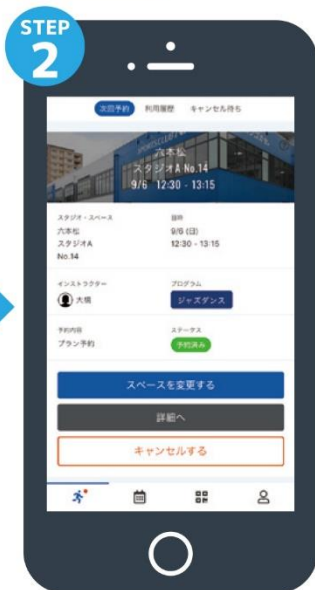 STEP
2
次回予約 利用履歴 キャンセル待ち
六本松
スタジオA No.14
9/6 12:30 - 13:15
スタジオ・スペース 日時
六本松 9/6 (日)
スタジオA 12:30 - 13:15
No.14
インストラクター プログラム
大橋 ジャズダンス
予約内容 ステータス
プラン予約 予約済み
スペースを変更する
詳細へ
キャンセルする